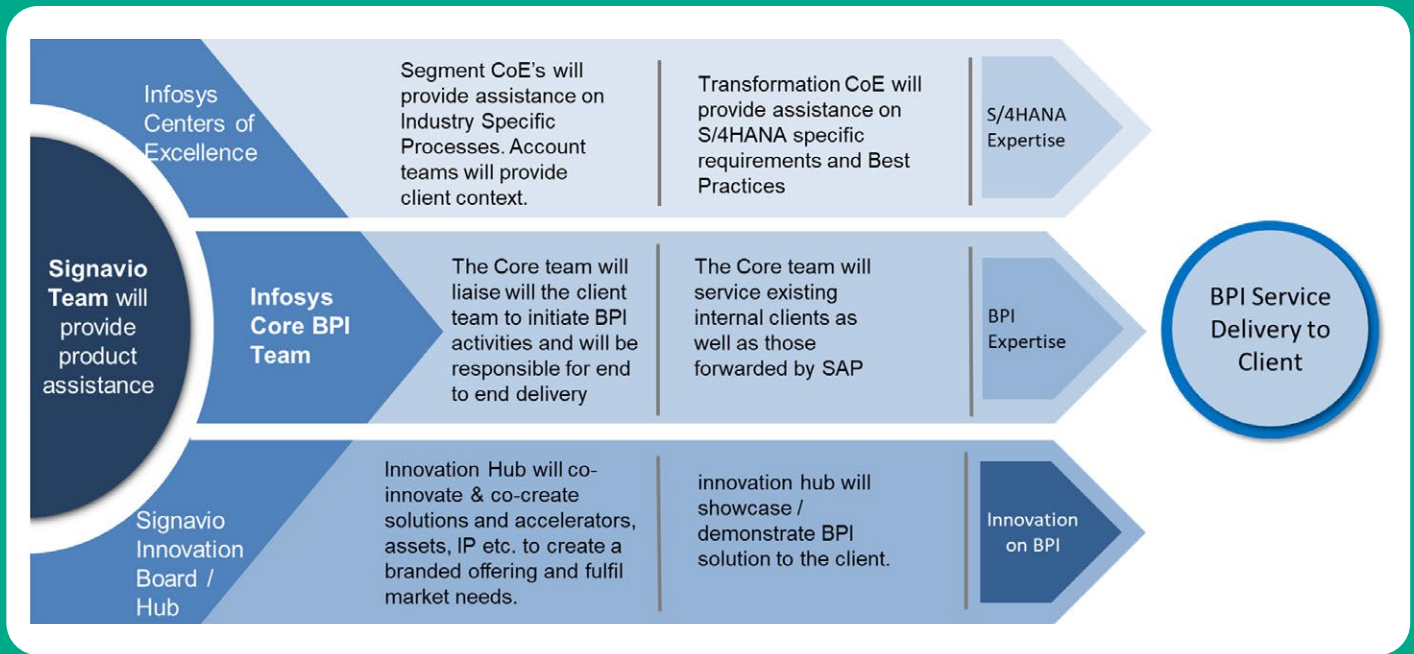 Signavio
Team will
provide
product
assistance
Infosys
Centers of
Excellence
Segment CoE’s will
provide assistance on
Industry Specific
Processes. Account
teams will provide
client context.
Transformation CoE will
provide assistance on
S/4HANA specific
requirements and Best
Practices
S/4HANA
Expertise
Infosys
Core BPI
Team
The Core team will
liaise will the client
team to initiate BPI
activities and will be
responsible for end
to end delivery
The Core team will
service existing
internal clients as
well as those
forwarded by SAP
BPI
Expertise
Signavio
Innovation
Board /
Hub
Innovation Hub will co-
innovate & co-create
solutions and accelerators,
assets, IP etc. to create a
branded offering and fulfil
market needs.
innovation hub will
showcase /
demonstrate BPI
solution to the client.
Innovation
on BPI
BPI Service
Delivery to
Client